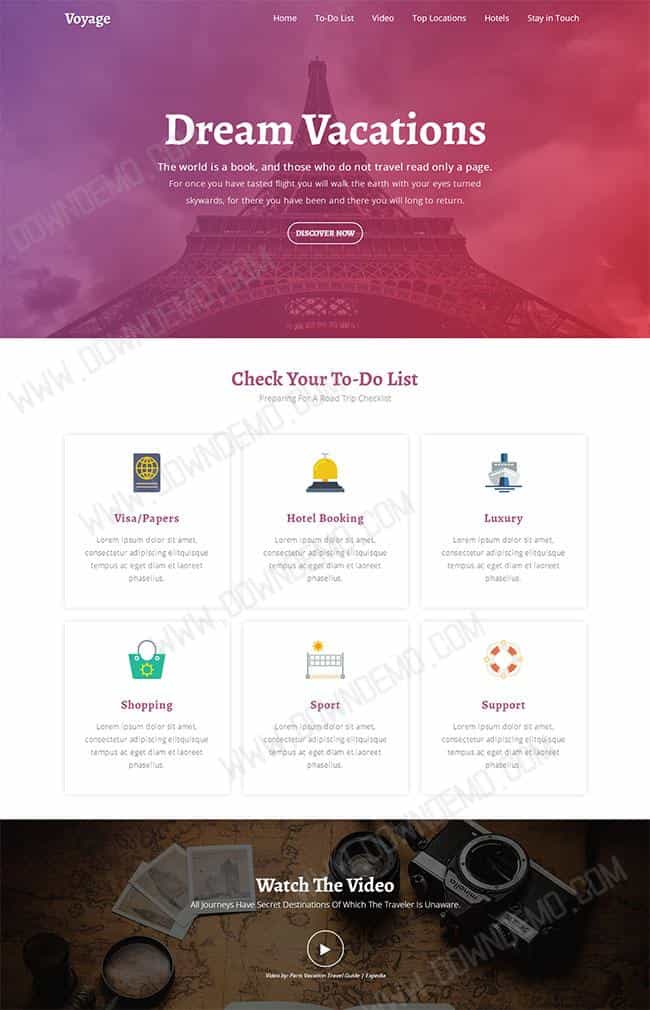 Voyage
Home To-Do List Video Top Locations Hotels Stay in Touch
Dream Vacations
The world is a book, and those who do not travel read only a page.
For once you have tasted flight you will walk the earth with your eyes turned
skywards, for there you have been and there you will long to return.
DISCOVER NOW
Check Your To-Do List
Preparing For A Road Trip Checklist
Visa/Papers
Lorem ipsum dolor sit amet,
consectetur adipiscing elitquisque
tempus ac eget diam et laoreet
phasellus.
Hotel Booking
Lorem ipsum dolor sit amet,
consectetur adipiscing elitquisque
tempus ac eget diam et laoreet
phasellus.
Luxury
Lorem ipsum dolor sit amet,
consectetur adipiscing elitquisque
tempus ac eget diam et laoreet
phasellus.
Shopping
Lorem ipsum dolor sit amet,
consectetur adipiscing elitquisque
tempus ac eget diam et laoreet
phasellus.
Sport
Lorem ipsum dolor sit amet,
consectetur adipiscing elitquisque
tempus ac eget diam et laoreet
phasellus.
Support
Lorem ipsum dolor sit amet,
consectetur adipiscing elitquisque
tempus ac eget diam et laoreet
phasellus.
Watch The Video
All Journeys Have Secret Destinations Of Which The Traveler Is Unaware.
minolta
Video by: Paris Vacation Travel Guide | Expedia
WWW.DOWNDEMO.COM
WWW.DOWNDEMO.COM
WWW.DOWNDEMO.COM
WWW.DOWNDEMO.COM
WWW.DOWNDEMO.COM
WWW.DOWNDEMO.COM